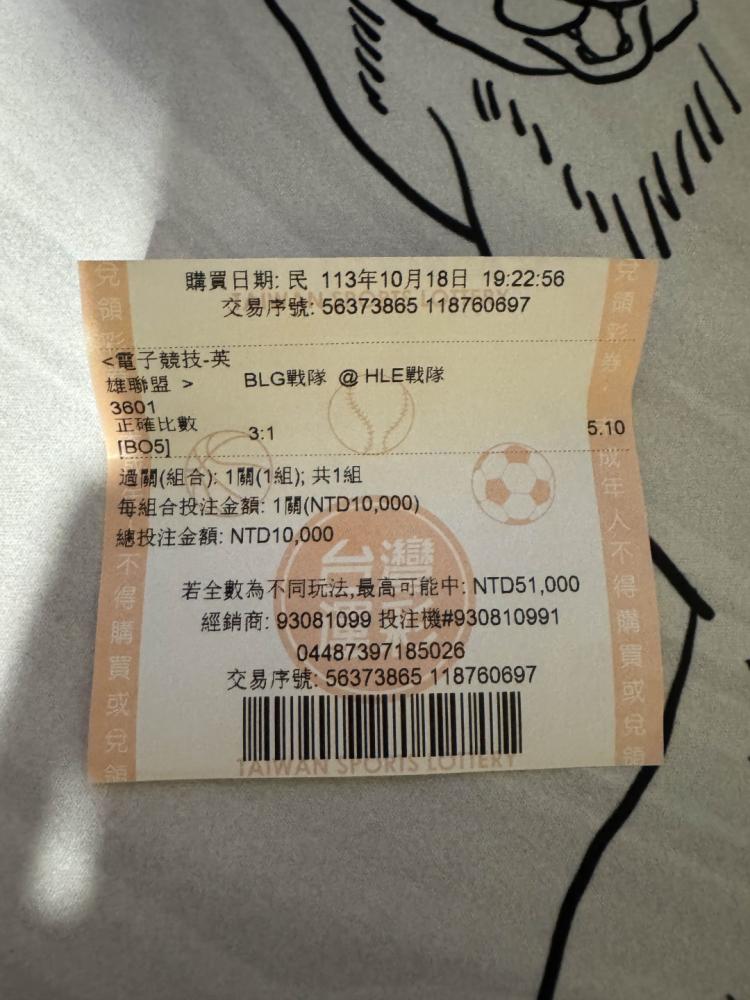 購買日期: 民 113年10月18日 19:22:56
TAIWAN SPORTS LOTTERY
交易序號: 56373865 118760697
<電子競技-英
雄聯盟 >
BLG戰隊 @ HLE戰隊
3601
正確比數
[BO5]
3:1
5.10
過關(組合): 1關(1組); 共1組
每組合投注金額: 1關(NTD10,000)
總投注金額: NTD10,000
台灣
運彩
若全數為不同玩法,最高可能中: NTD51,000
經銷商: 93081099 投注機#930810991
04487397185026
交易序號: 56373865 118760697
TAIWAN SPORTS LOTTERY
兌領彩
年
不得購買或兌領
兌領彩券
成年人不得購買或兌領